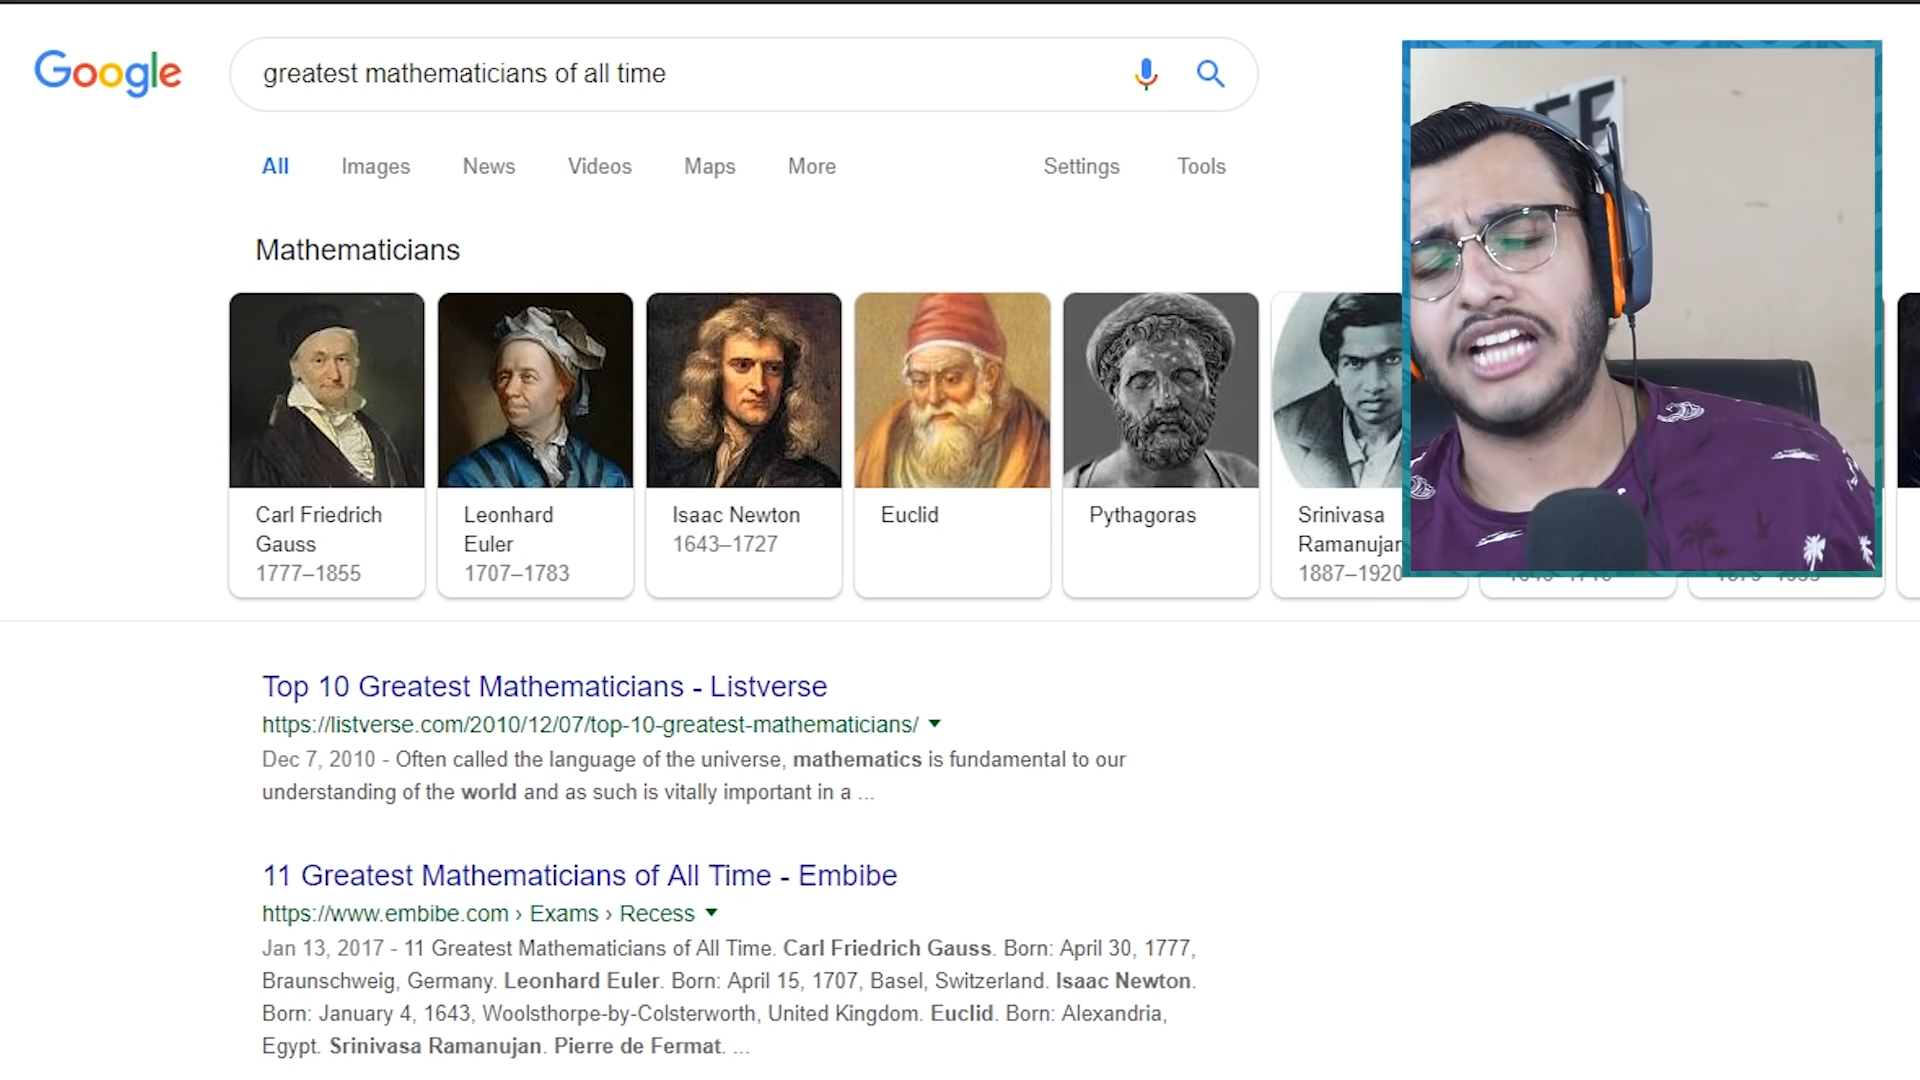 Google
greatest mathematicians of all time
All Images News Videos Maps More Settings Tools
Mathematicians
Carl Friedrich
Gauss
1777–1855
Leonhard
Euler
1707–1783
Isaac Newton
1643–1727
Euclid
Pythagoras
Srinivasa
Ramanujan
1887–1920
Top 10 Greatest Mathematicians - Listverse
https://listverse.com/2010/12/07/top-10-greatest-mathematicians/
Dec 7, 2010 - Often called the language of the universe, mathematics is fundamental to our
understanding of the world and as such is vitally important in a ...
11 Greatest Mathematicians of All Time - Embibe
https://www.embibe.com › Exams › Recess
Jan 13, 2017 - 11 Greatest Mathematicians of All Time. Carl Friedrich Gauss. Born: April 30, 1777,
Braunschweig, Germany. Leonhard Euler. Born: April 15, 1707, Basel, Switzerland. Isaac Newton.
Born: January 4, 1643, Woolsthorpe-by-Colsterworth, United Kingdom. Euclid. Born: Alexandria,
Egypt. Srinivasa Ramanujan. Pierre de Fermat. ...